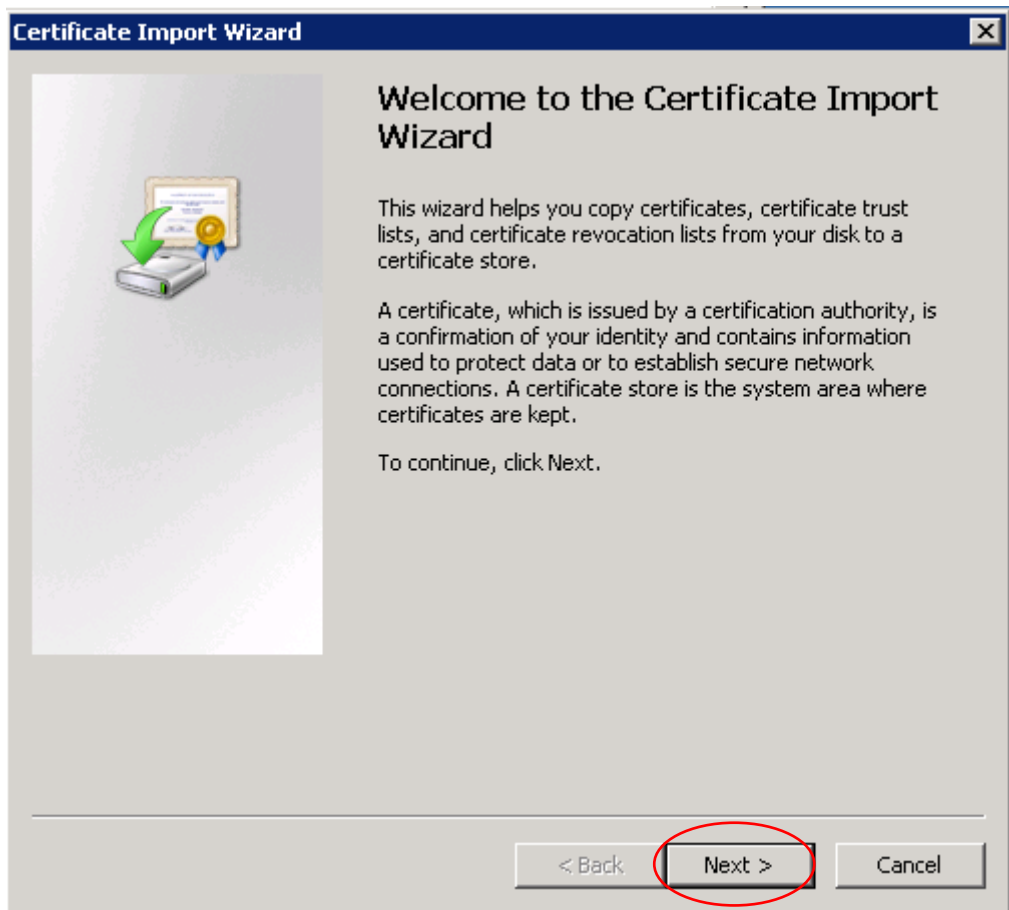 Certificate Import Wizard
Welcome to the Certificate Import
Wizard
This wizard helps you copy certificates, certificate trust
lists, and certificate revocation lists from your disk to a
certificate store.
A certificate, which is issued by a certification authority, is
a confirmation of your identity and contains information
used to protect data or to establish secure network
connections. A certificate store is the system area where
certificates are kept.
To continue, click Next.
< Back Next > Cancel